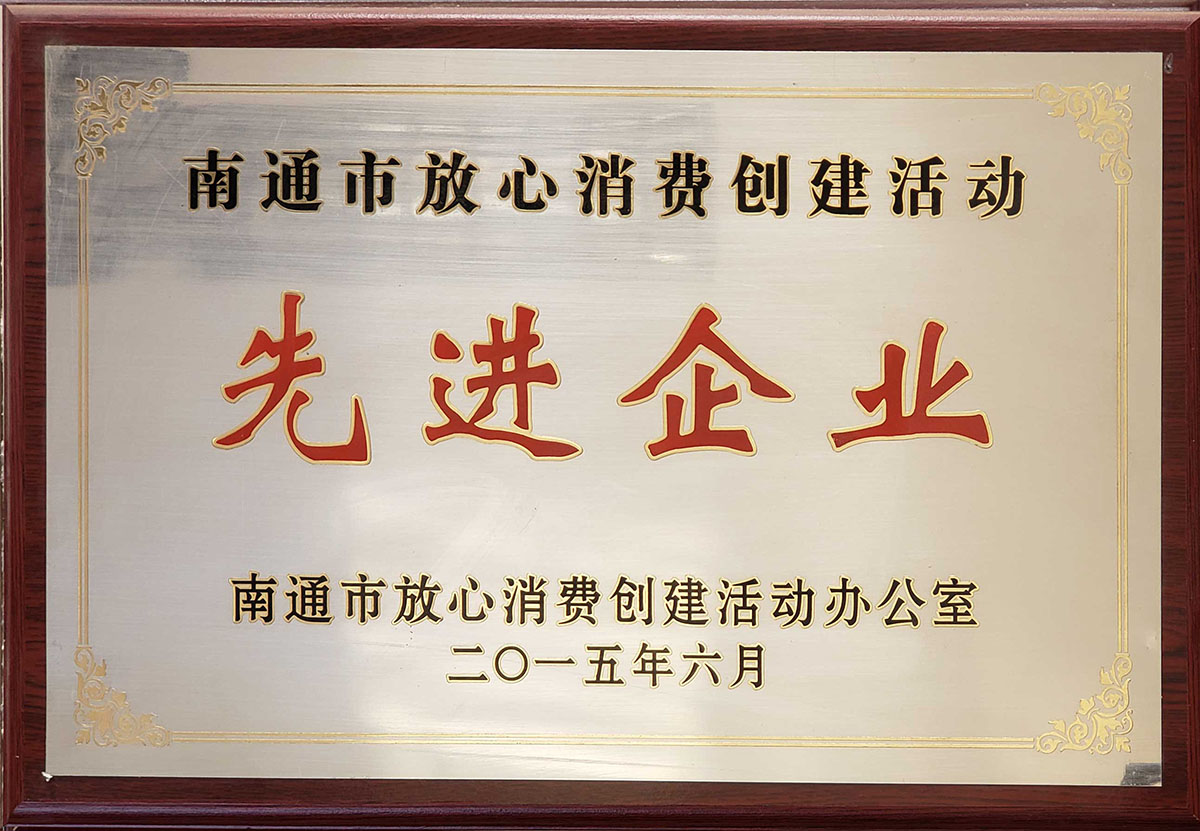 南通市放心消费创建活动
先进企业
南通市放心消费创建活动办公室
二〇一五年六月